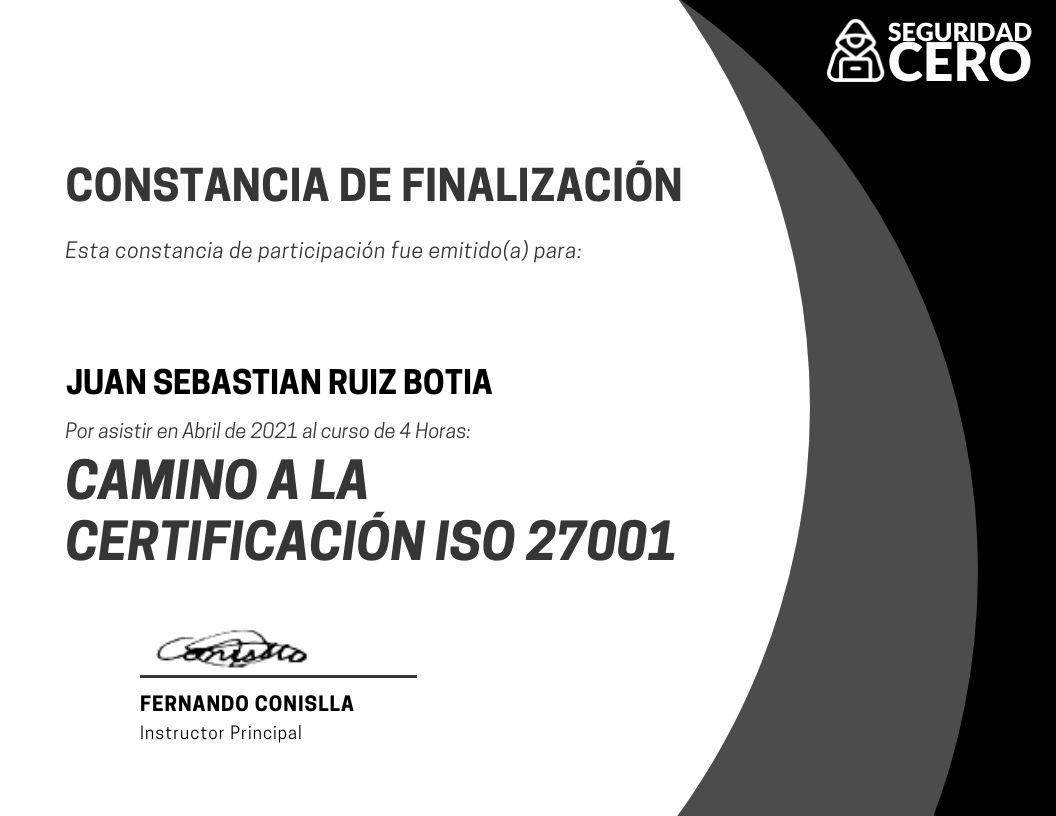 SEGURIDAD
CERO
CONSTANCIA DE FINALIZACIÓN
Esta constancia de participación fue emitido(a) para:
JUAN SEBASTIAN RUIZ BOTIA
Por asistir en Abril de 2021 al curso de 4 Horas:
CAMINO A LA
CERTIFICACIÓN ISO 27001
Conislla
FERNANDO CONISLLA
Instructor Principal